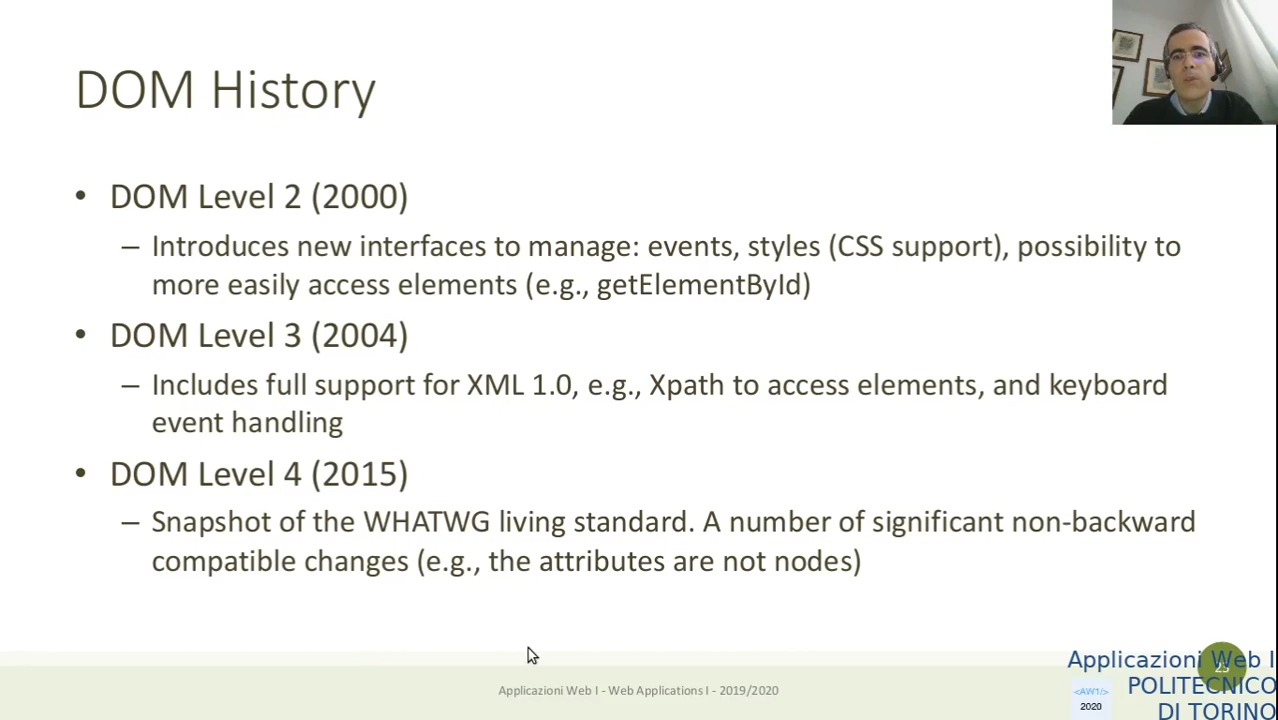 DOM History
• DOM Level 2 (2000)
– Introduces new interfaces to manage: events, styles (CSS support), possibility to
more easily access elements (e.g., getElementById)
• DOM Level 3 (2004)
– Includes full support for XML 1.0, e.g., Xpath to access elements, and keyboard
event handling
• DOM Level 4 (2015)
– Snapshot of the WHATWG living standard. A number of significant non-backward
compatible changes (e.g., the attributes are not nodes)
Applicazioni Web I - Web Applications I - 2019/2020
Applicazioni Web I
POLITECNICO
DI TORINO
<AW1/>
2020